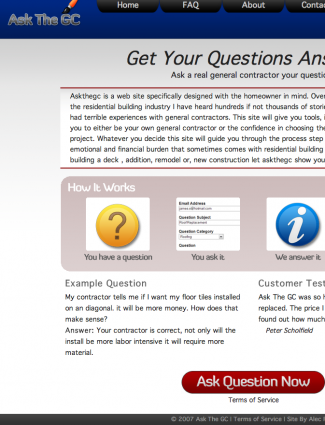 Ask The GC
Home FAQ About Contac
Get Your Questions Ans
Ask a real general contractor your questio
Askthegc is a web site specifically designed with the homeowner in mind. Over
the residential building industry I have heard hundreds if not thousands of storie
had terrible experiences with general contractors. This site will give you tools, i
you to either be your own general contractor or the confidence in choosing the
project. Whatever you decide this site will guide you through the process step
emotional and financial burden that sometimes comes with residential building
building a deck , addition, remodel or, new construction let askthegc show you
How It Works
Email Address
Question Subject
Question Category
Question
You have a question You ask it We answer it
Example Question
My contractor tells me if I want my floor tiles installed
on an diagonal. it will be more money. How does that
make sense?
Answer: Your contractor is correct, not only will the
install be more labor intensive it will require more
material.
Customer Testi
Ask The GC was so h
replaced. The price I
found out how much
Peter Scholfield
Ask Question Now
Terms of Service
© 2007 Ask The GC | Terms of Service | Site By Alec